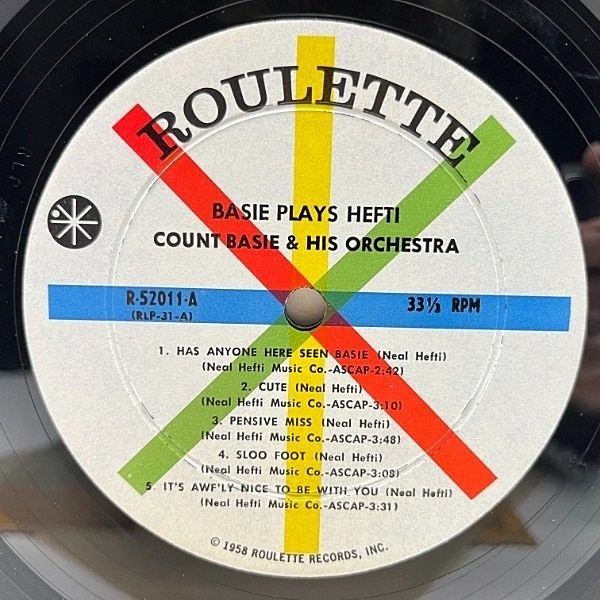 ROULETTE
BASIE PLAYS HEFTI
COUNT BASIE & HIS ORCHESTRA
R-52011-A 33⅓ RPM
(RLP-31-A)
1. HAS ANYONE HERE SEEN BASIE (Neal Hefti)
(Neal Hefti Music Co.-ASCAP-2:42)
2. CUTE (Neal Hefti)
(Neal Hefti Music Co.-ASCAP-3:10)
3. PENSIVE MISS (Neal Hefti)
(Neal Hefti Music Co.-ASCAP-3:48)
4. SLOO FOOT (Neal Hefti)
(Neal Hefti Music Co.-ASCAP-3:08)
5. IT'S AWF'LY NICE TO BE WITH YOU (Neal Hefti)
(Neal Hefti Music Co.-ASCAP-3:31)
© 1958 ROULETTE RECORDS, INC.